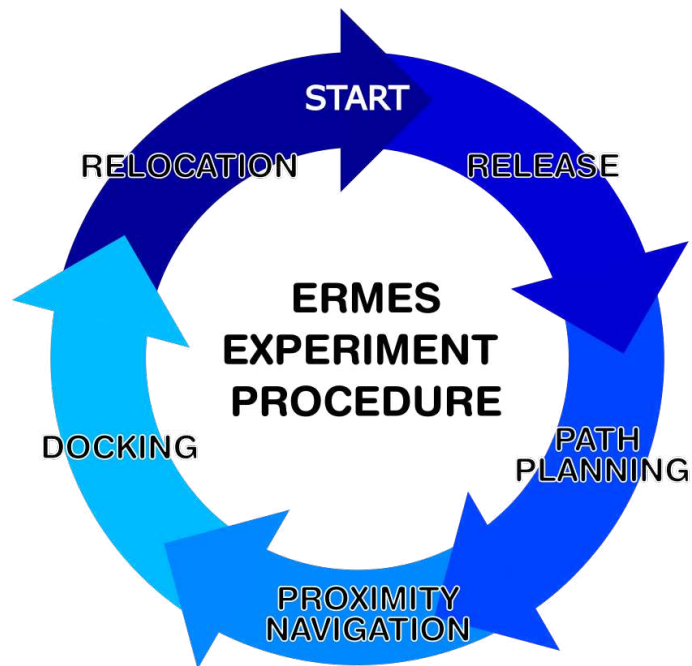 START
RELEASE
PATH
PLANNING
PROXIMITY
NAVIGATION
DOCKING
RELOCATION
ERMES
EXPERIMENT
PROCEDURE